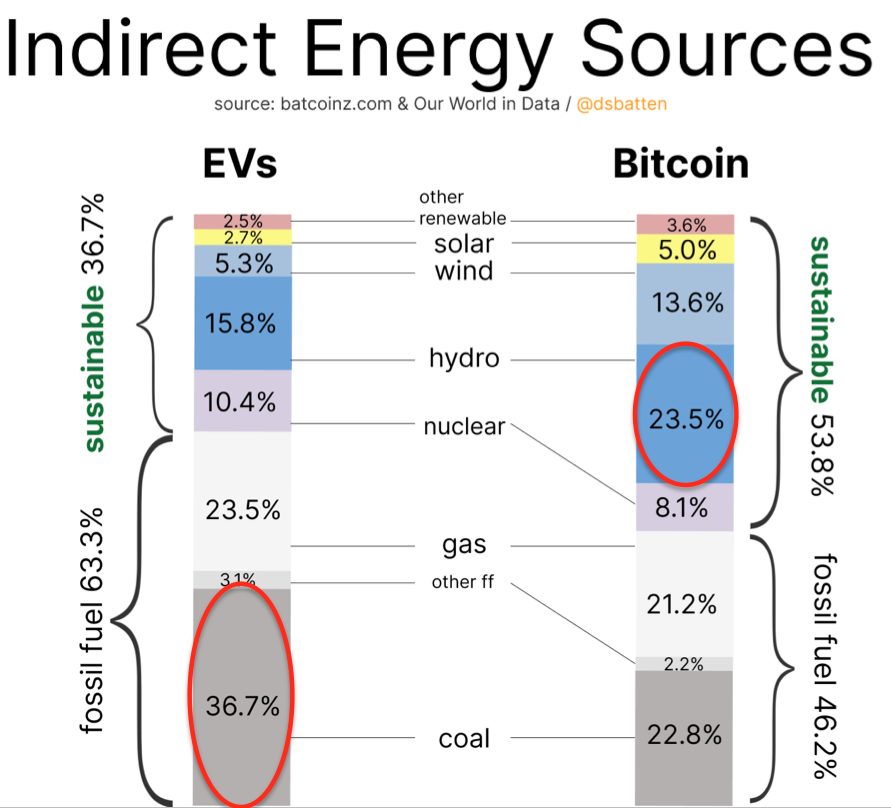 Indirect Energy Sources
source: batcoinz.com & Our World in Data / @dsbatten
EVs
Bitcoin
sustainable 36.7%
fossil fuel 63.3%
2.5%
2.7%
5.3%
15.8%
10.4%
23.5%
3.1%
36.7%
other
renewable
solar
wind
hydro
nuclear
gas
other ff
coal
3.6%
5.0%
13.6%
23.5%
8.1%
21.2%
2.2%
22.8%
sustainable 53.8%
fossil fuel 46.2%